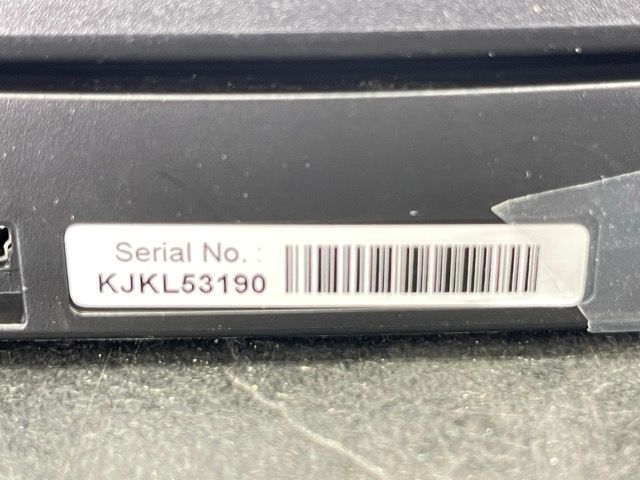 Serial No. :
KJKL53190